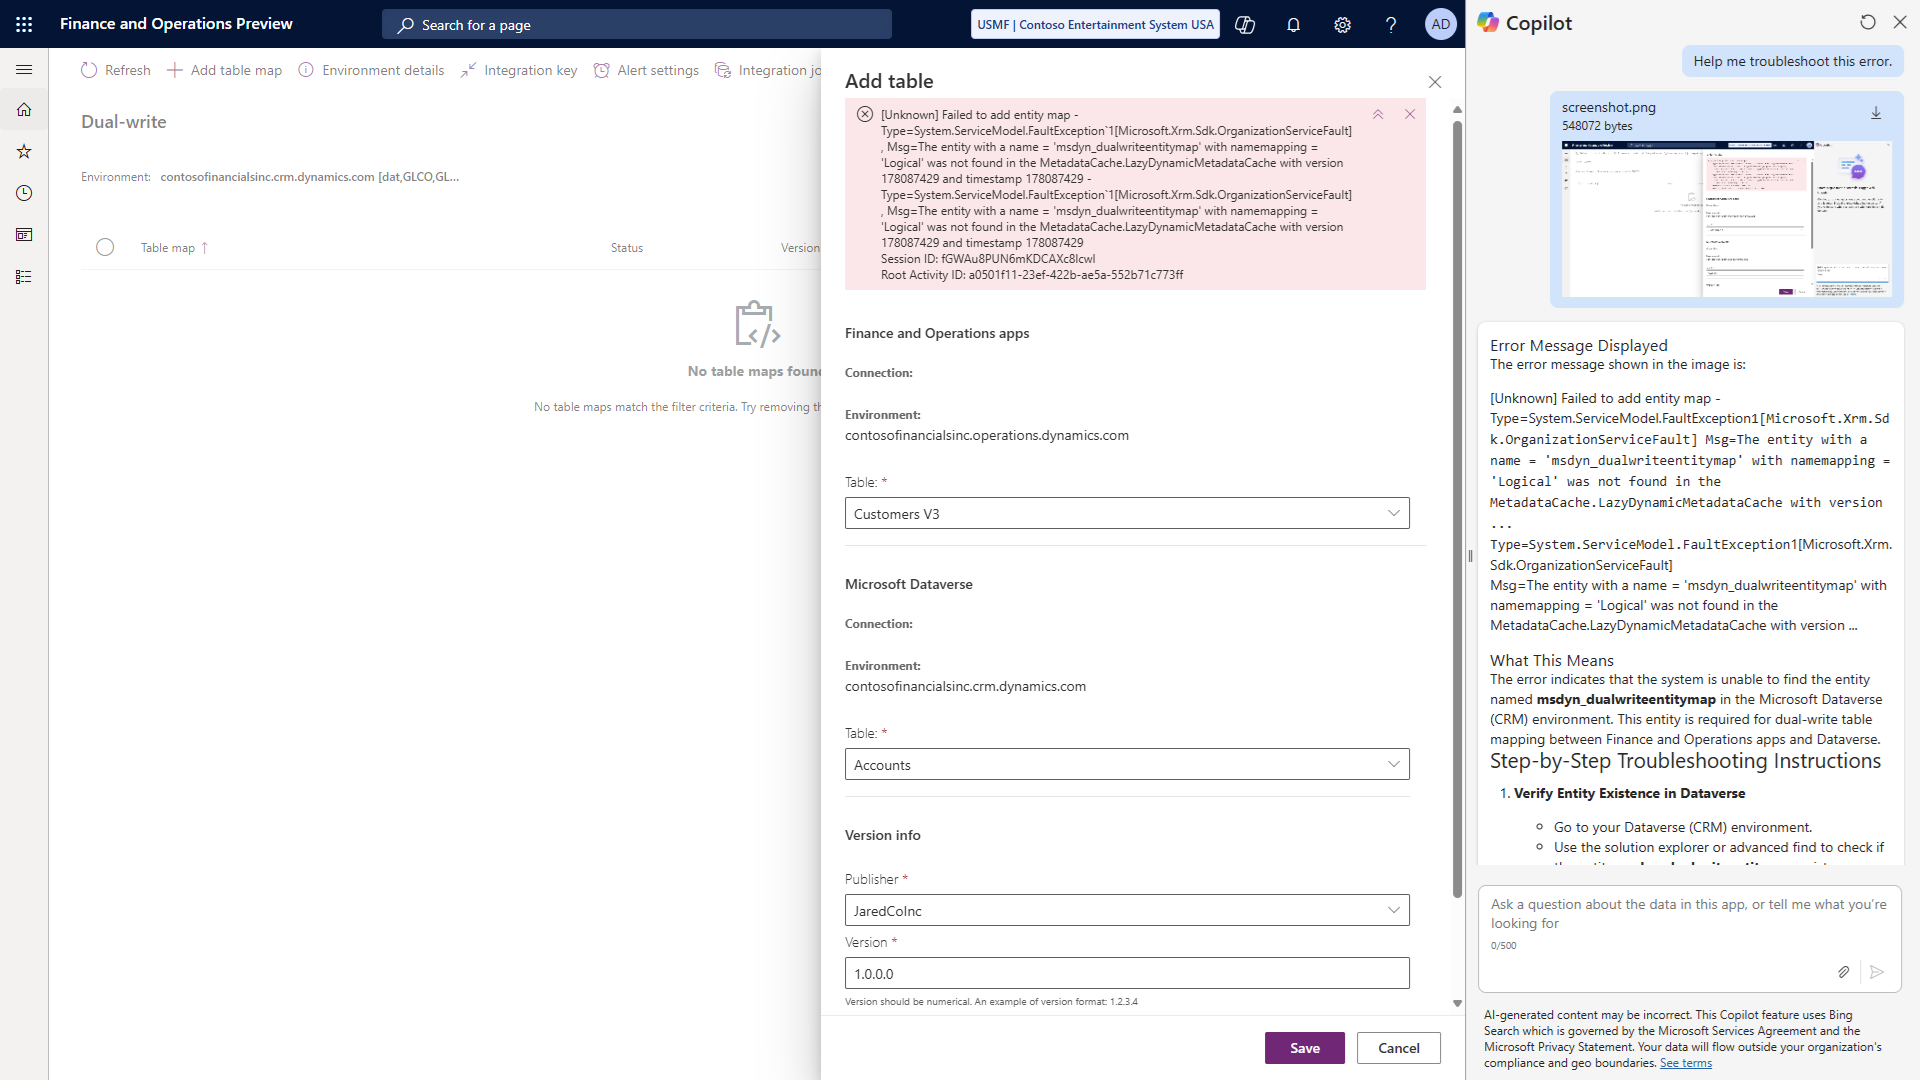 Finance and Operations Preview
Search for a page
USMF | Contoso Entertainment System USA
AD
Refresh
Add table map
Environment details
Integration key
Alert settings
Integration jo
Dual-write
Environment: contosofinancialsinc.crm.dynamics.com [dat,GLCO,GL...
Table map ↑
Status
Version
No table maps foun
No table maps match the filter criteria. Try removing th
Add table
[Unknown] Failed to add entity map -
Type=System.ServiceModel.FaultException`1[Microsoft.Xrm.Sdk.OrganizationServiceFault]
, Msg=The entity with a name = 'msdyn_dualwriteentitymap' with namemapping =
'Logical' was not found in the MetadataCache.LazyDynamicMetadataCache with version
178087429 and timestamp 178087429 -
Type=System.ServiceModel.FaultException`1[Microsoft.Xrm.Sdk.OrganizationServiceFault]
, Msg=The entity with a name = 'msdyn_dualwriteentitymap' with namemapping =
'Logical' was not found in the MetadataCache.LazyDynamicMetadataCache with version
178087429 and timestamp 178087429
Session ID: fGWAu8PUN6mKDCAXc8Icwl
Root Activity ID: a0501f11-23ef-422b-ae5a-552b71c773ff
Finance and Operations apps
Connection:
Environment:
contosofinancialsinc.operations.dynamics.com
Table: *
Customers V3
Microsoft Dataverse
Connection:
Environment:
contosofinancialsinc.crm.dynamics.com
Table: *
Accounts
Version info
Publisher *
JaredCoInc
Version *
1.0.0.0
Version should be numerical. An example of version format: 1.2.3.4
Save
Cancel
Copilot
Help me troubleshoot this error.
screenshot.png
548072 bytes
Error Message Displayed
The error message shown in the image is:
[Unknown] Failed to add entity map -
Type=System.ServiceModel.FaultException1[Microsoft.Xrm.Sd
k.OrganizationServiceFault] Msg=The entity with a
name = 'msdyn_dualwriteentitymap' with namemapping =
'Logical' was not found in the
MetadataCache.LazyDynamicMetadataCache with version
...
Type=System.ServiceModel.FaultException1[Microsoft.Xrm.
Sdk.OrganizationServiceFault]
Msg=The entity with a name = 'msdyn_dualwriteentitymap' with
namemapping = 'Logical' was not found in the
MetadataCache.LazyDynamicMetadataCache with version ...
What This Means
The error indicates that the system is unable to find the entity
named msdyn_dualwriteentitymap in the Microsoft Dataverse
(CRM) environment. This entity is required for dual-write table
mapping between Finance and Operations apps and Dataverse.
Step-by-Step Troubleshooting Instructions
1. Verify Entity Existence in Dataverse
Go to your Dataverse (CRM) environment.
Use the solution explorer or advanced find to check if
Ask a question about the data in this app, or tell me what you're
looking for
0/500
AI-generated content may be incorrect. This Copilot feature uses Bing
Search which is governed by the Microsoft Services Agreement and the
Microsoft Privacy Statement. Your data will flow outside your organization's
compliance and geo boundaries. See terms